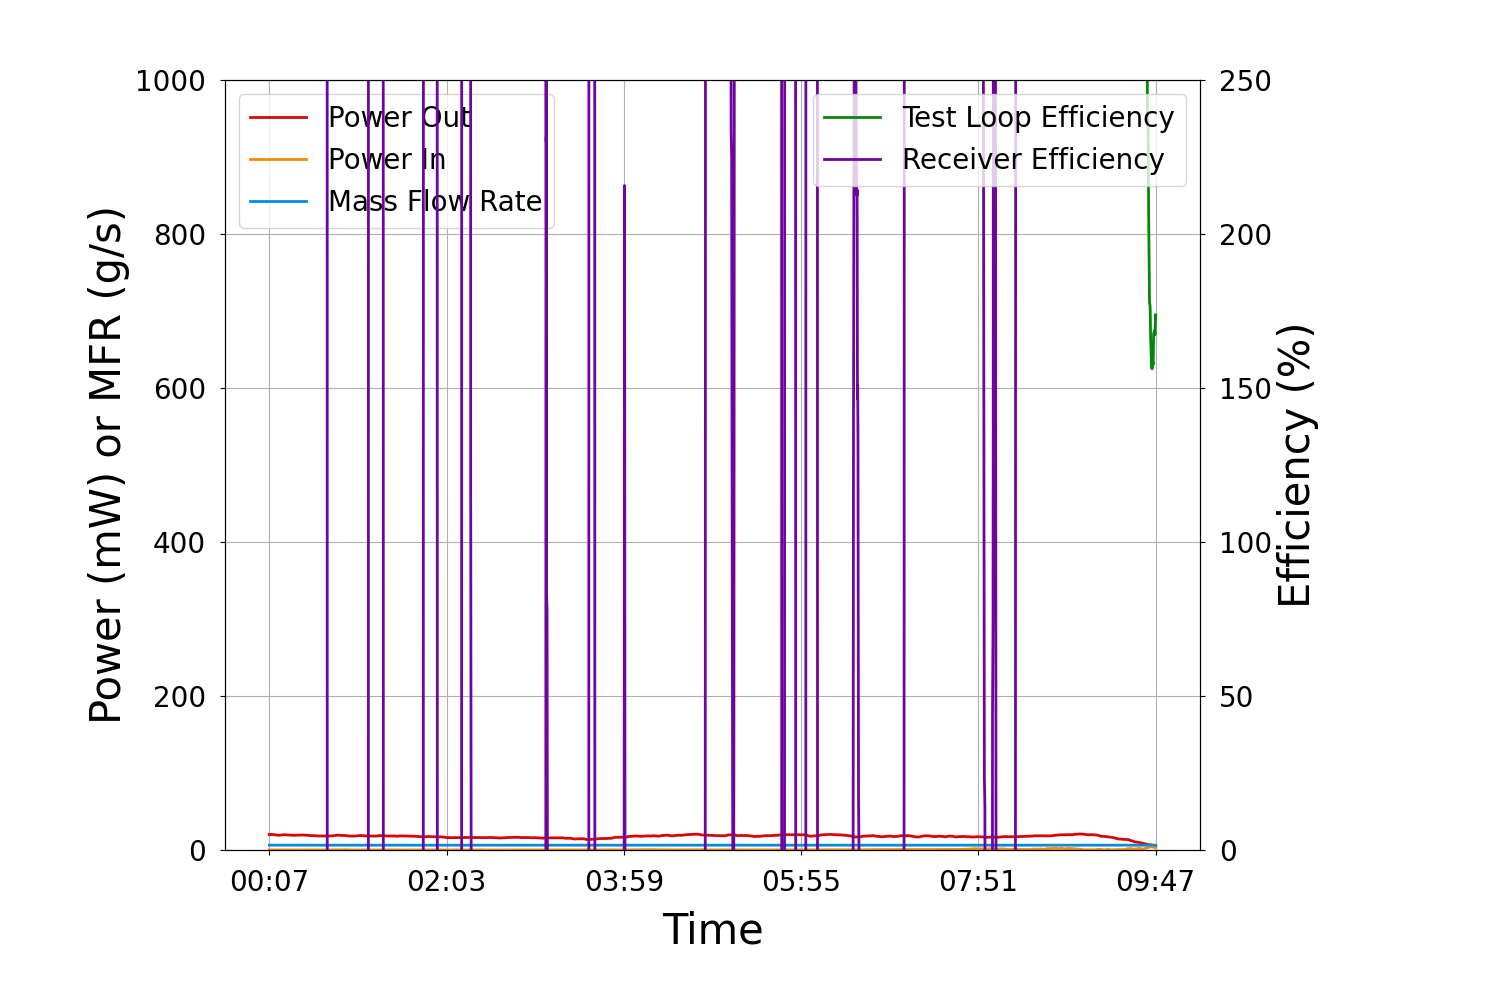 1000
800
600
400
200
0
Power (mW) or MFR (g/s)
Power Out
Power In
Mass Flow Rate
Test Loop Efficiency
Receiver Efficiency
250
200
150
100
50
0
Efficiency (%)
00:07 02:03 03:59 05:55 07:51 09:47
Time